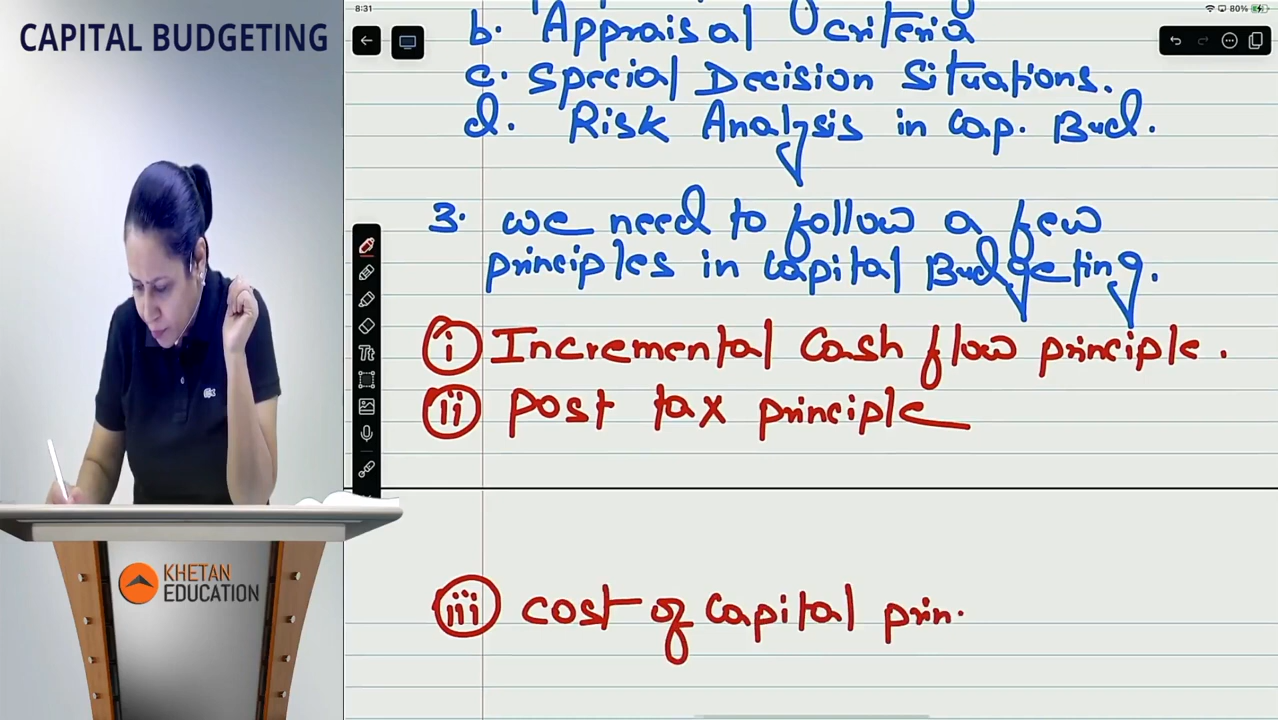 CAPITAL BUDGETING
8:31
80%
b. Appraisal criteria
c. Special Decision Situations.
d. Risk Analysis in Cap. Bud.
3. we need to follow a few
principles in Capital Budgeting.
i Incremental Cash flow principle.
ii post tax principle
iii cost of capital prin.
Tt
KHETAN
EDUCATION